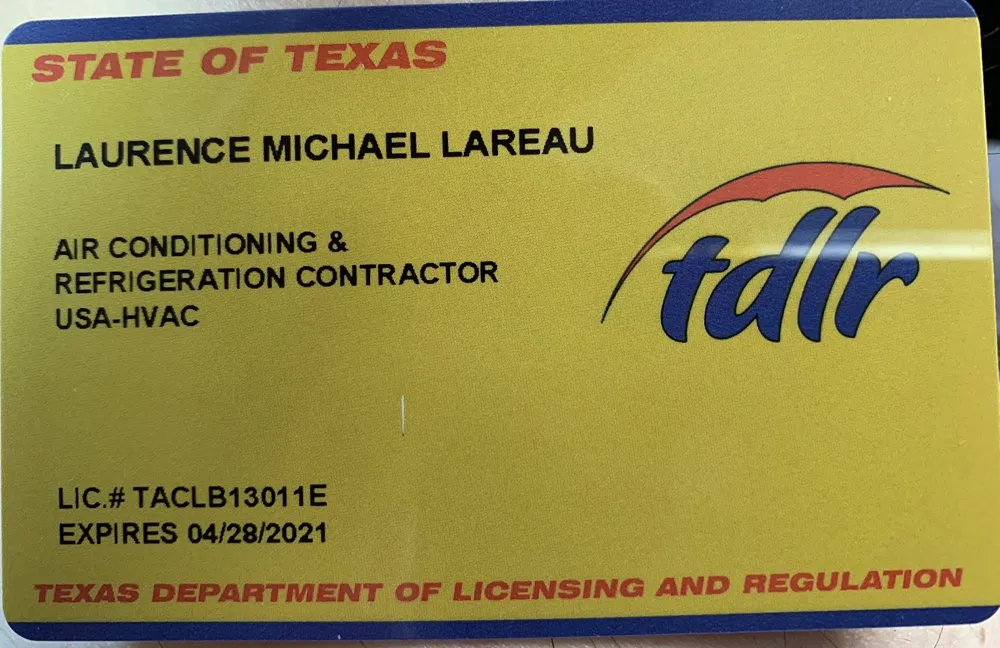 STATE OF TEXAS
LAURENCE MICHAEL LAREAU
AIR CONDITIONING &
REFRIGERATION CONTRACTOR
USA-HVAC
tdlr
LIC.# TACLB13011E
EXPIRES 04/28/2021
TEXAS DEPARTMENT OF LICENSING AND REGULATION